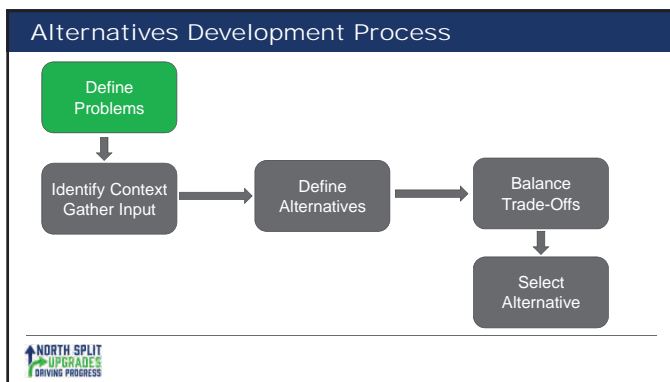 Alternatives Development Process
Define
Problems
Identify Context
Gather Input
Define
Alternatives
Balance
Trade-Offs
Select
Alternative
NORTH SPLIT
UPGRADES
DRIVING PROGRESS